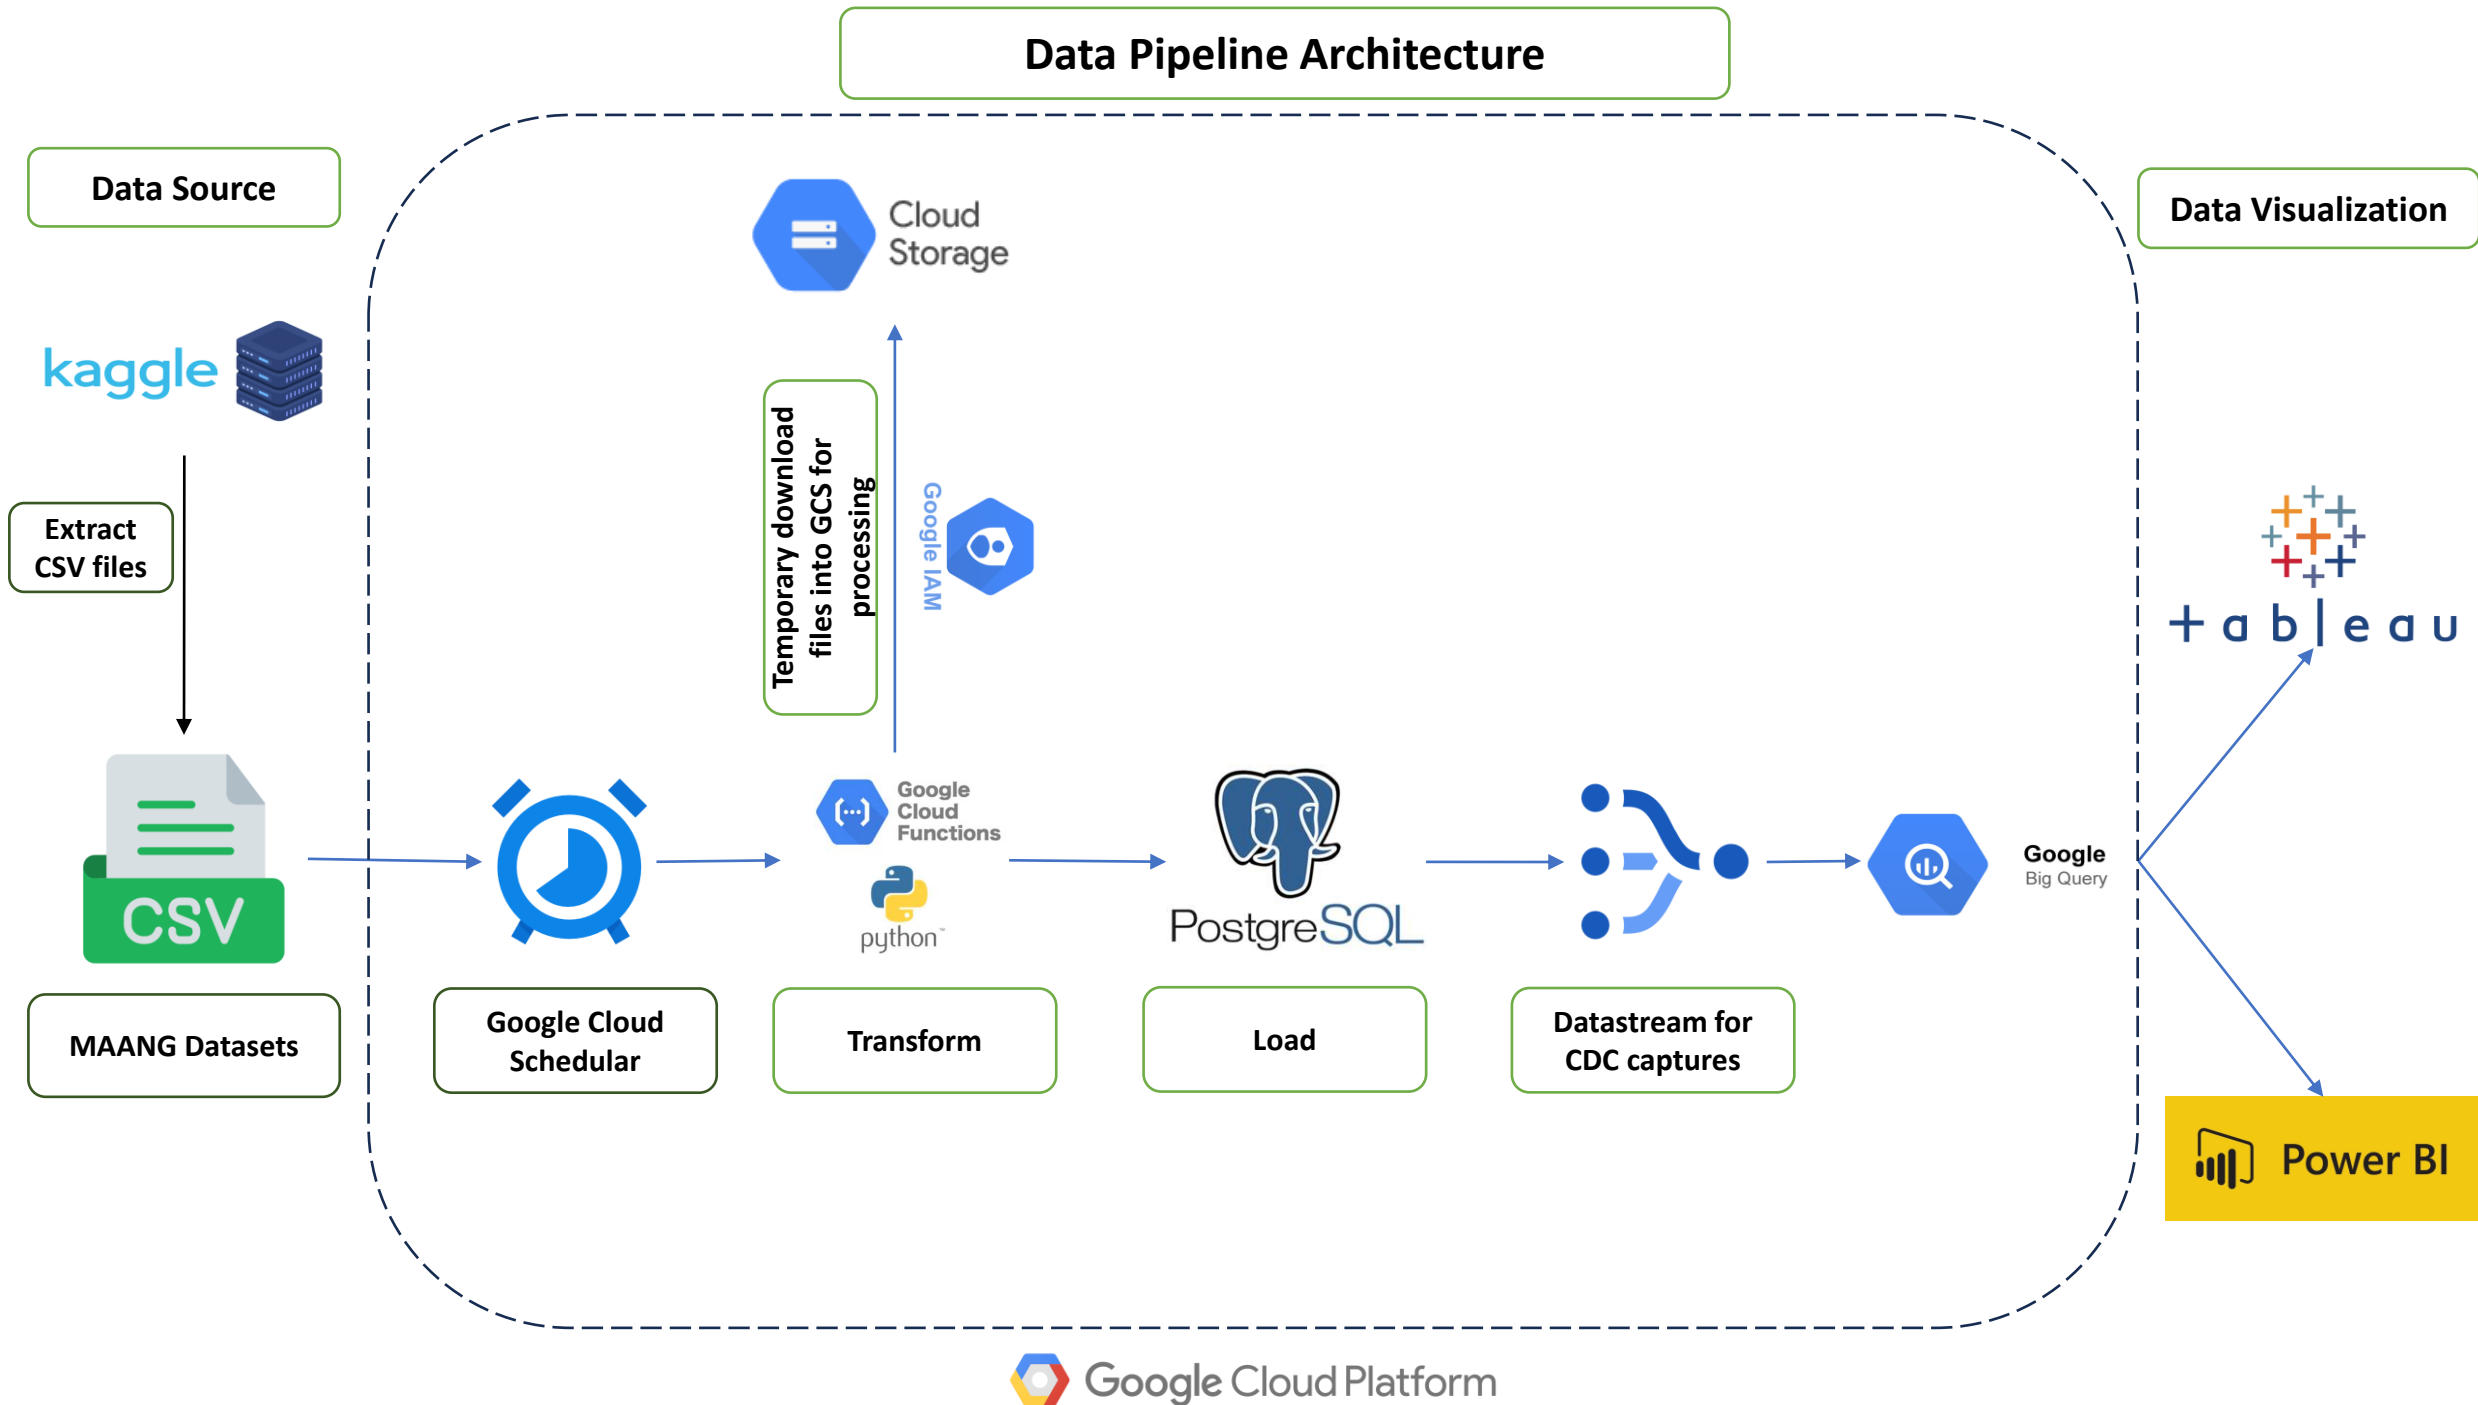 Data Pipeline Architecture
Data Source
Cloud
Storage
Data Visualization
kaggle
Extract
CSV files
Temporary download
files into GCS for
processing
Google IAM
+ableau
CSV
Google
Cloud
Functions
python
PostgreSQL
Google
Big Query
MAANG Datasets
Google Cloud
Schedular
Transform
Load
Datastream for
CDC captures
Power BI
Google Cloud Platform